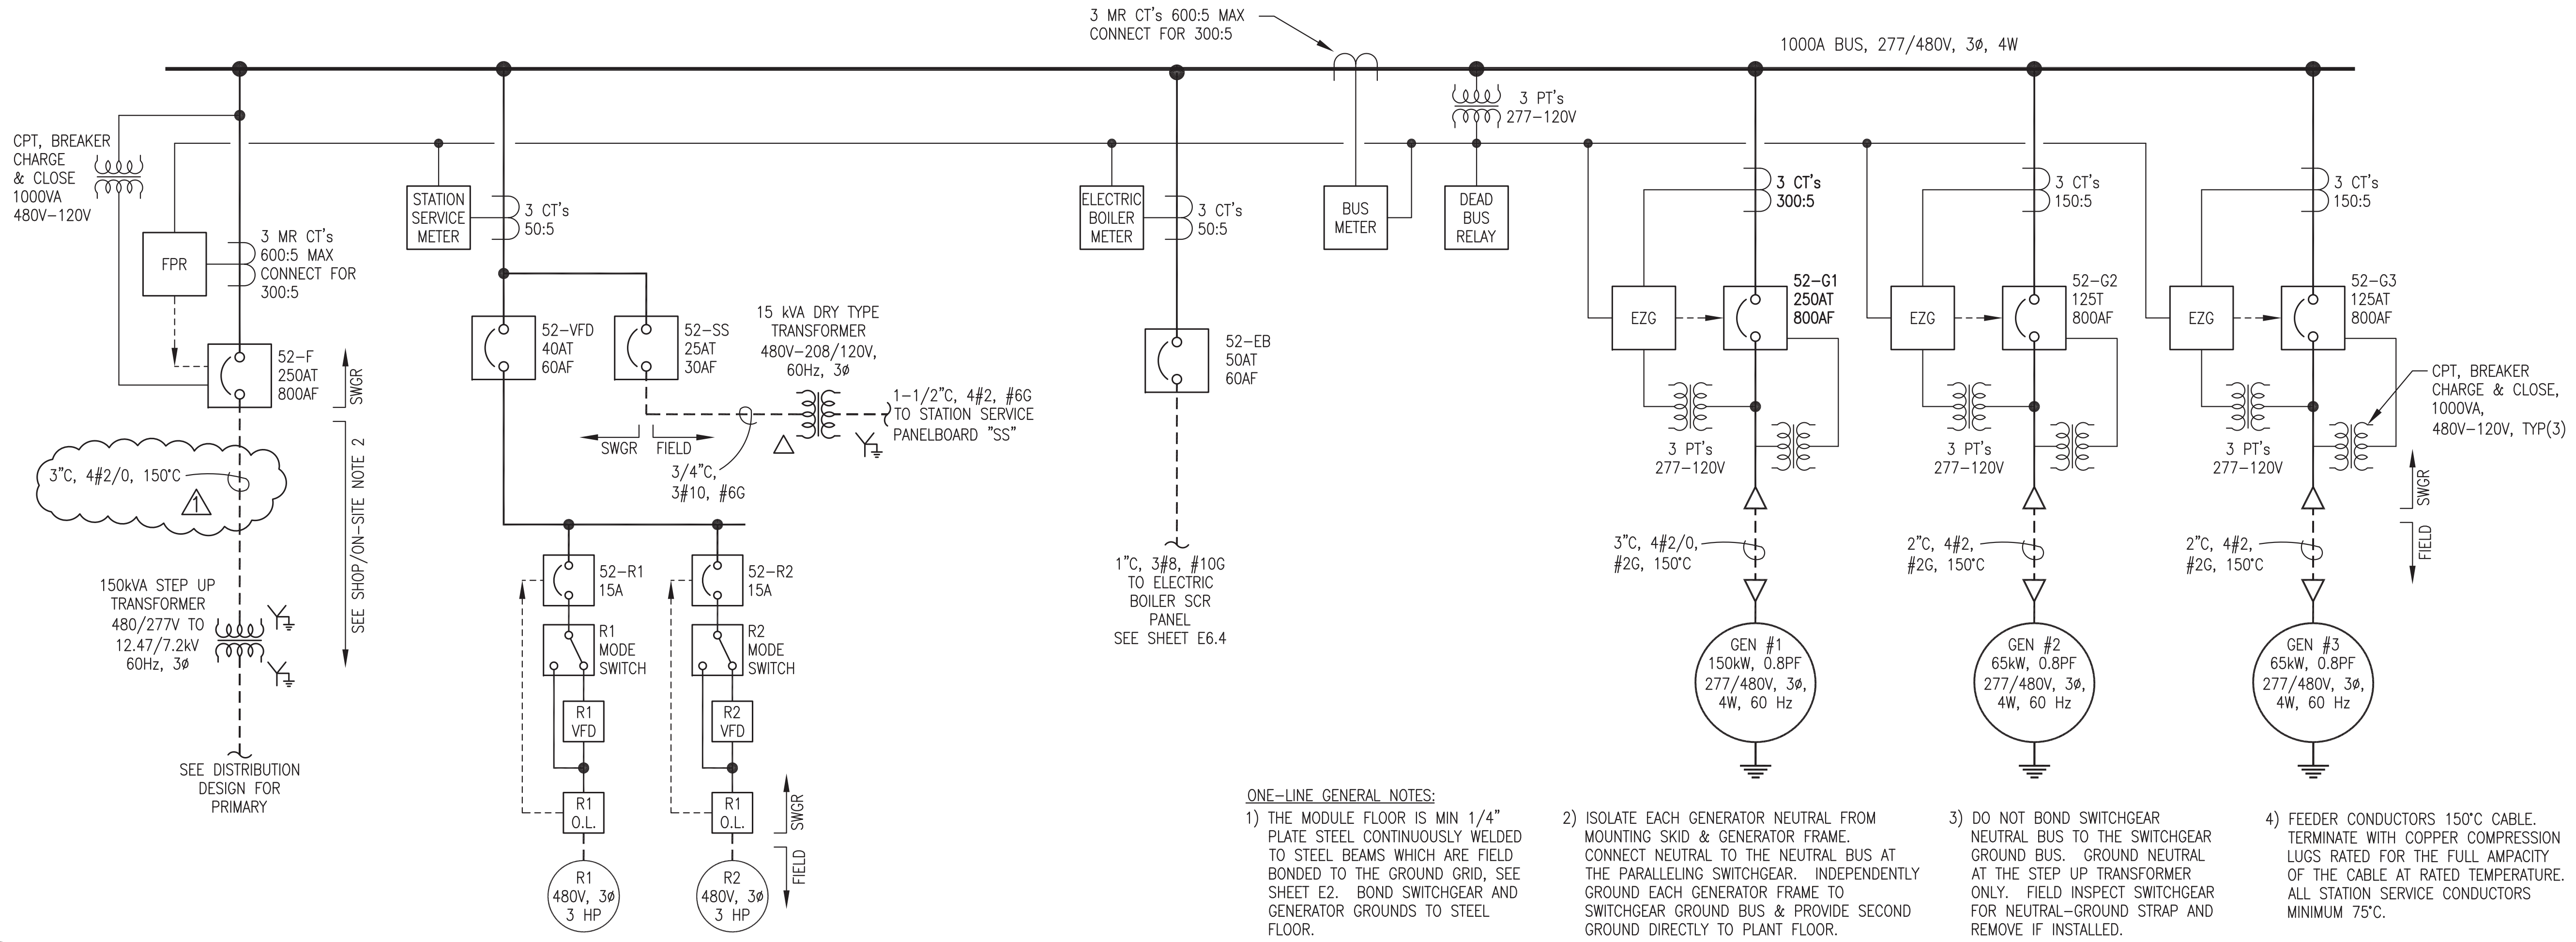 3 MR CT's 600:5 MAX
CONNECT FOR 300:5
1000A BUS, 277/480V, 3ø, 4W
CPT, BREAKER
CHARGE
& CLOSE
1000VA
480V-120V
FPR
3 MR CT's
600:5 MAX
CONNECT FOR
300:5
52-F
250AT
800AF
SWGR
SEE SHOP/ON-SITE NOTE 2
3"C, 4#2/0, 150°C
1
150kVA STEP UP
TRANSFORMER
480/277V TO
12.47/7.2kV
60Hz, 3ø
SEE DISTRIBUTION
DESIGN FOR
PRIMARY
STATION
SERVICE
METER
3 CT's
50:5
52-VFD
40AT
60AF
52-SS
25AT
30AF
15 kVA DRY TYPE
TRANSFORMER
480V-208/120V,
60Hz, 3ø
1-1/2"C, 4#2, #6G
TO STATION SERVICE
PANELBOARD "SS"
SWGR
FIELD
3/4"C,
3#10, #6G
52-R1
15A
52-R2
15A
R1
MODE
SWITCH
R2
MODE
SWITCH
R1
VFD
R2
VFD
R1
O.L.
R1
O.L.
SWGR
FIELD
R1
480V, 3ø
3 HP
R2
480V, 3ø
3 HP
ELECTRIC
BOILER
METER
3 CT's
50:5
52-EB
50AT
60AF
1"C, 3#8, #10G
TO ELECTRIC
BOILER SCR
PANEL
SEE SHEET E6.4
BUS
METER
3 PT's
277-120V
DEAD
BUS
RELAY
3 CT's
300:5
EZG
52-G1
250AT
800AF
3 PT's
277-120V
3"C, 4#2/0,
#2G, 150°C
GEN #1
150kW, 0.8PF
277/480V, 3ø,
4W, 60 Hz
3 CT's
150:5
EZG
52-G2
125T
800AF
3 PT's
277-120V
2"C, 4#2,
#2G, 150°C
GEN #2
65kW, 0.8PF
277/480V, 3ø,
4W, 60 Hz
3 CT's
150:5
EZG
52-G3
125AT
800AF
3 PT's
277-120V
CPT, BREAKER
CHARGE & CLOSE,
1000VA,
480V-120V, TYP(3)
SWGR
FIELD
2"C, 4#2,
#2G, 150°C
GEN #3
65kW, 0.8PF
277/480V, 3ø,
4W, 60 Hz
ONE-LINE GENERAL NOTES:
1) THE MODULE FLOOR IS MIN 1/4"
PLATE STEEL CONTINUOUSLY WELDED
TO STEEL BEAMS WHICH ARE FIELD
BONDED TO THE GROUND GRID, SEE
SHEET E2. BOND SWITCHGEAR AND
GENERATOR GROUNDS TO STEEL
FLOOR.
2) ISOLATE EACH GENERATOR NEUTRAL FROM
MOUNTING SKID & GENERATOR FRAME.
CONNECT NEUTRAL TO THE NEUTRAL BUS AT
THE PARALLELING SWITCHGEAR. INDEPENDENTLY
GROUND EACH GENERATOR FRAME TO
SWITCHGEAR GROUND BUS & PROVIDE SECOND
GROUND DIRECTLY TO PLANT FLOOR.
3) DO NOT BOND SWITCHGEAR
NEUTRAL BUS TO THE SWITCHGEAR
GROUND BUS. GROUND NEUTRAL
AT THE STEP UP TRANSFORMER
ONLY. FIELD INSPECT SWITCHGEAR
FOR NEUTRAL-GROUND STRAP AND
REMOVE IF INSTALLED.
4) FEEDER CONDUCTORS 150°C CABLE.
TERMINATE WITH COPPER COMPRESSION
LUGS RATED FOR THE FULL AMPACITY
OF THE CABLE AT RATED TEMPERATURE.
ALL STATION SERVICE CONDUCTORS
MINIMUM 75°C.